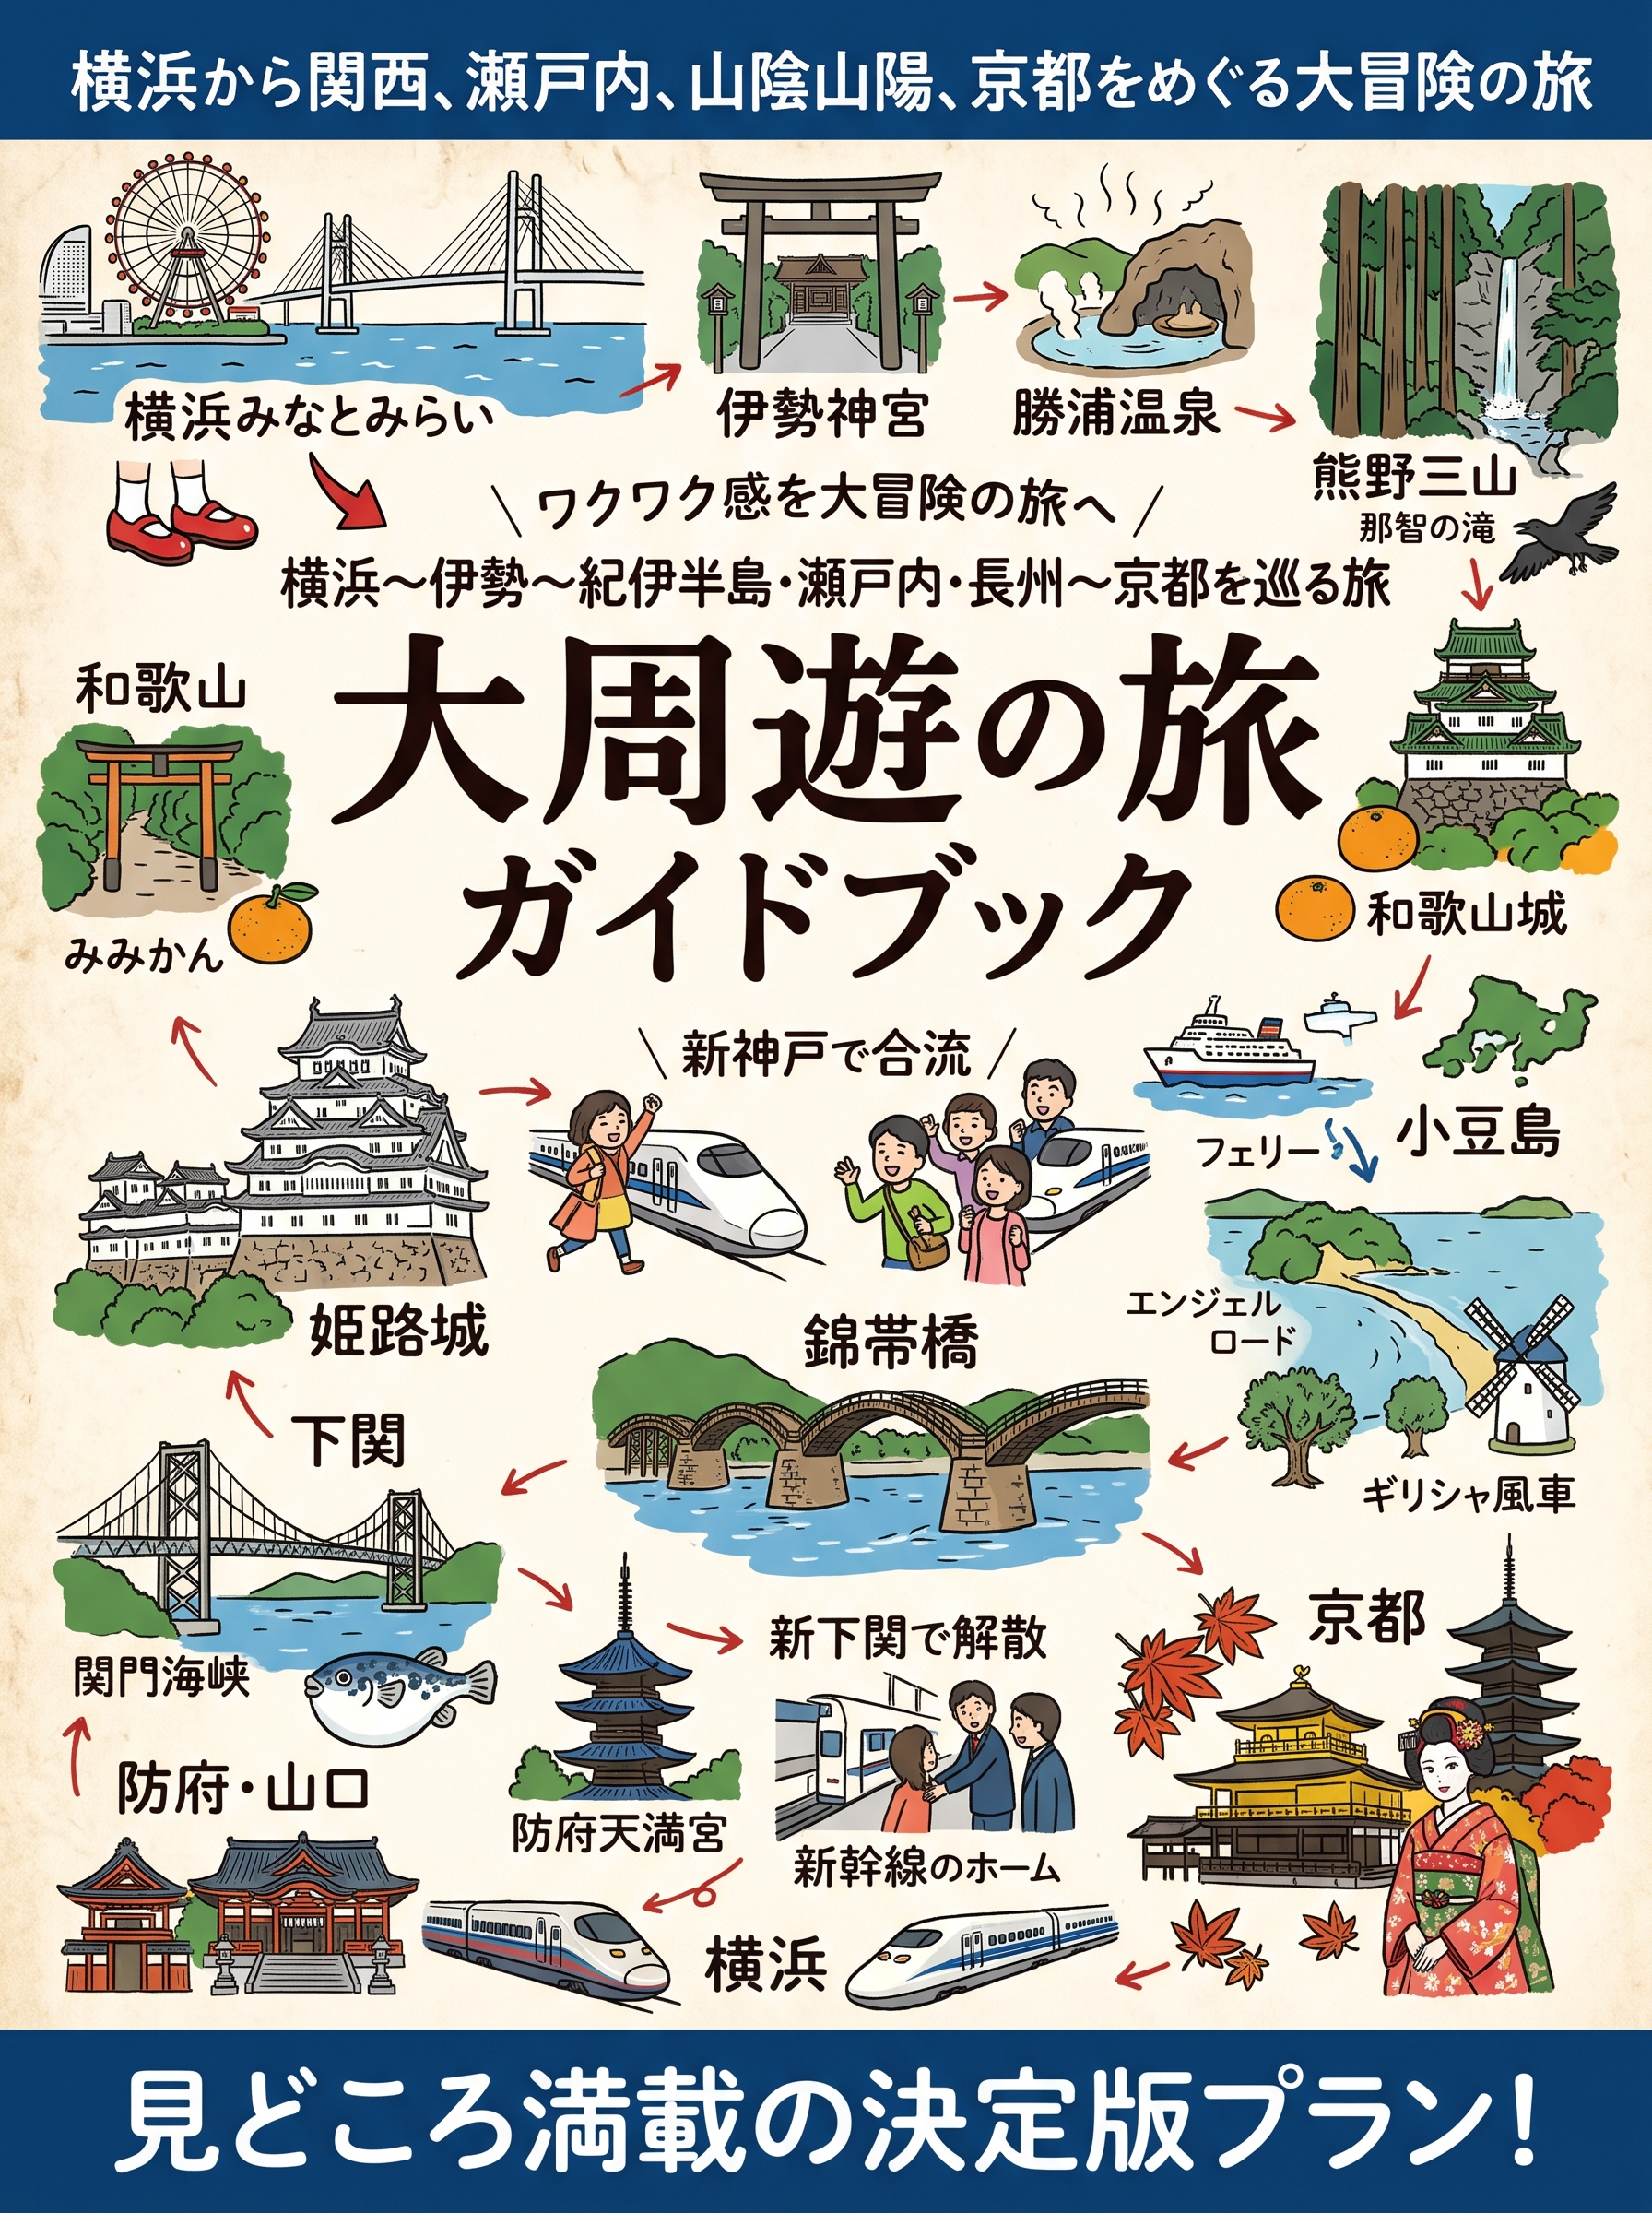 横浜から関西、瀬戸内、山陰山陽、京都をめぐる大冒険の旅
横浜みなとみらい
伊勢神宮
勝浦温泉
熊野三山
那智の滝
ワクワク感を大冒険の旅へ
横浜〜伊勢〜紀伊半島・瀬戸内・長州〜京都を巡る旅
大周遊の旅
ガイドブック
和歌山
みみかん
和歌山城
新神戸で合流
フェリー
小豆島
姫路城
エンジェル
ロード
錦帯橋
ギリシャ風車
下関
関門海峡
京都
新下関で解散
防府・山口
防府天満宮
新幹線のホーム
横浜
見どころ満載の決定版プラン！